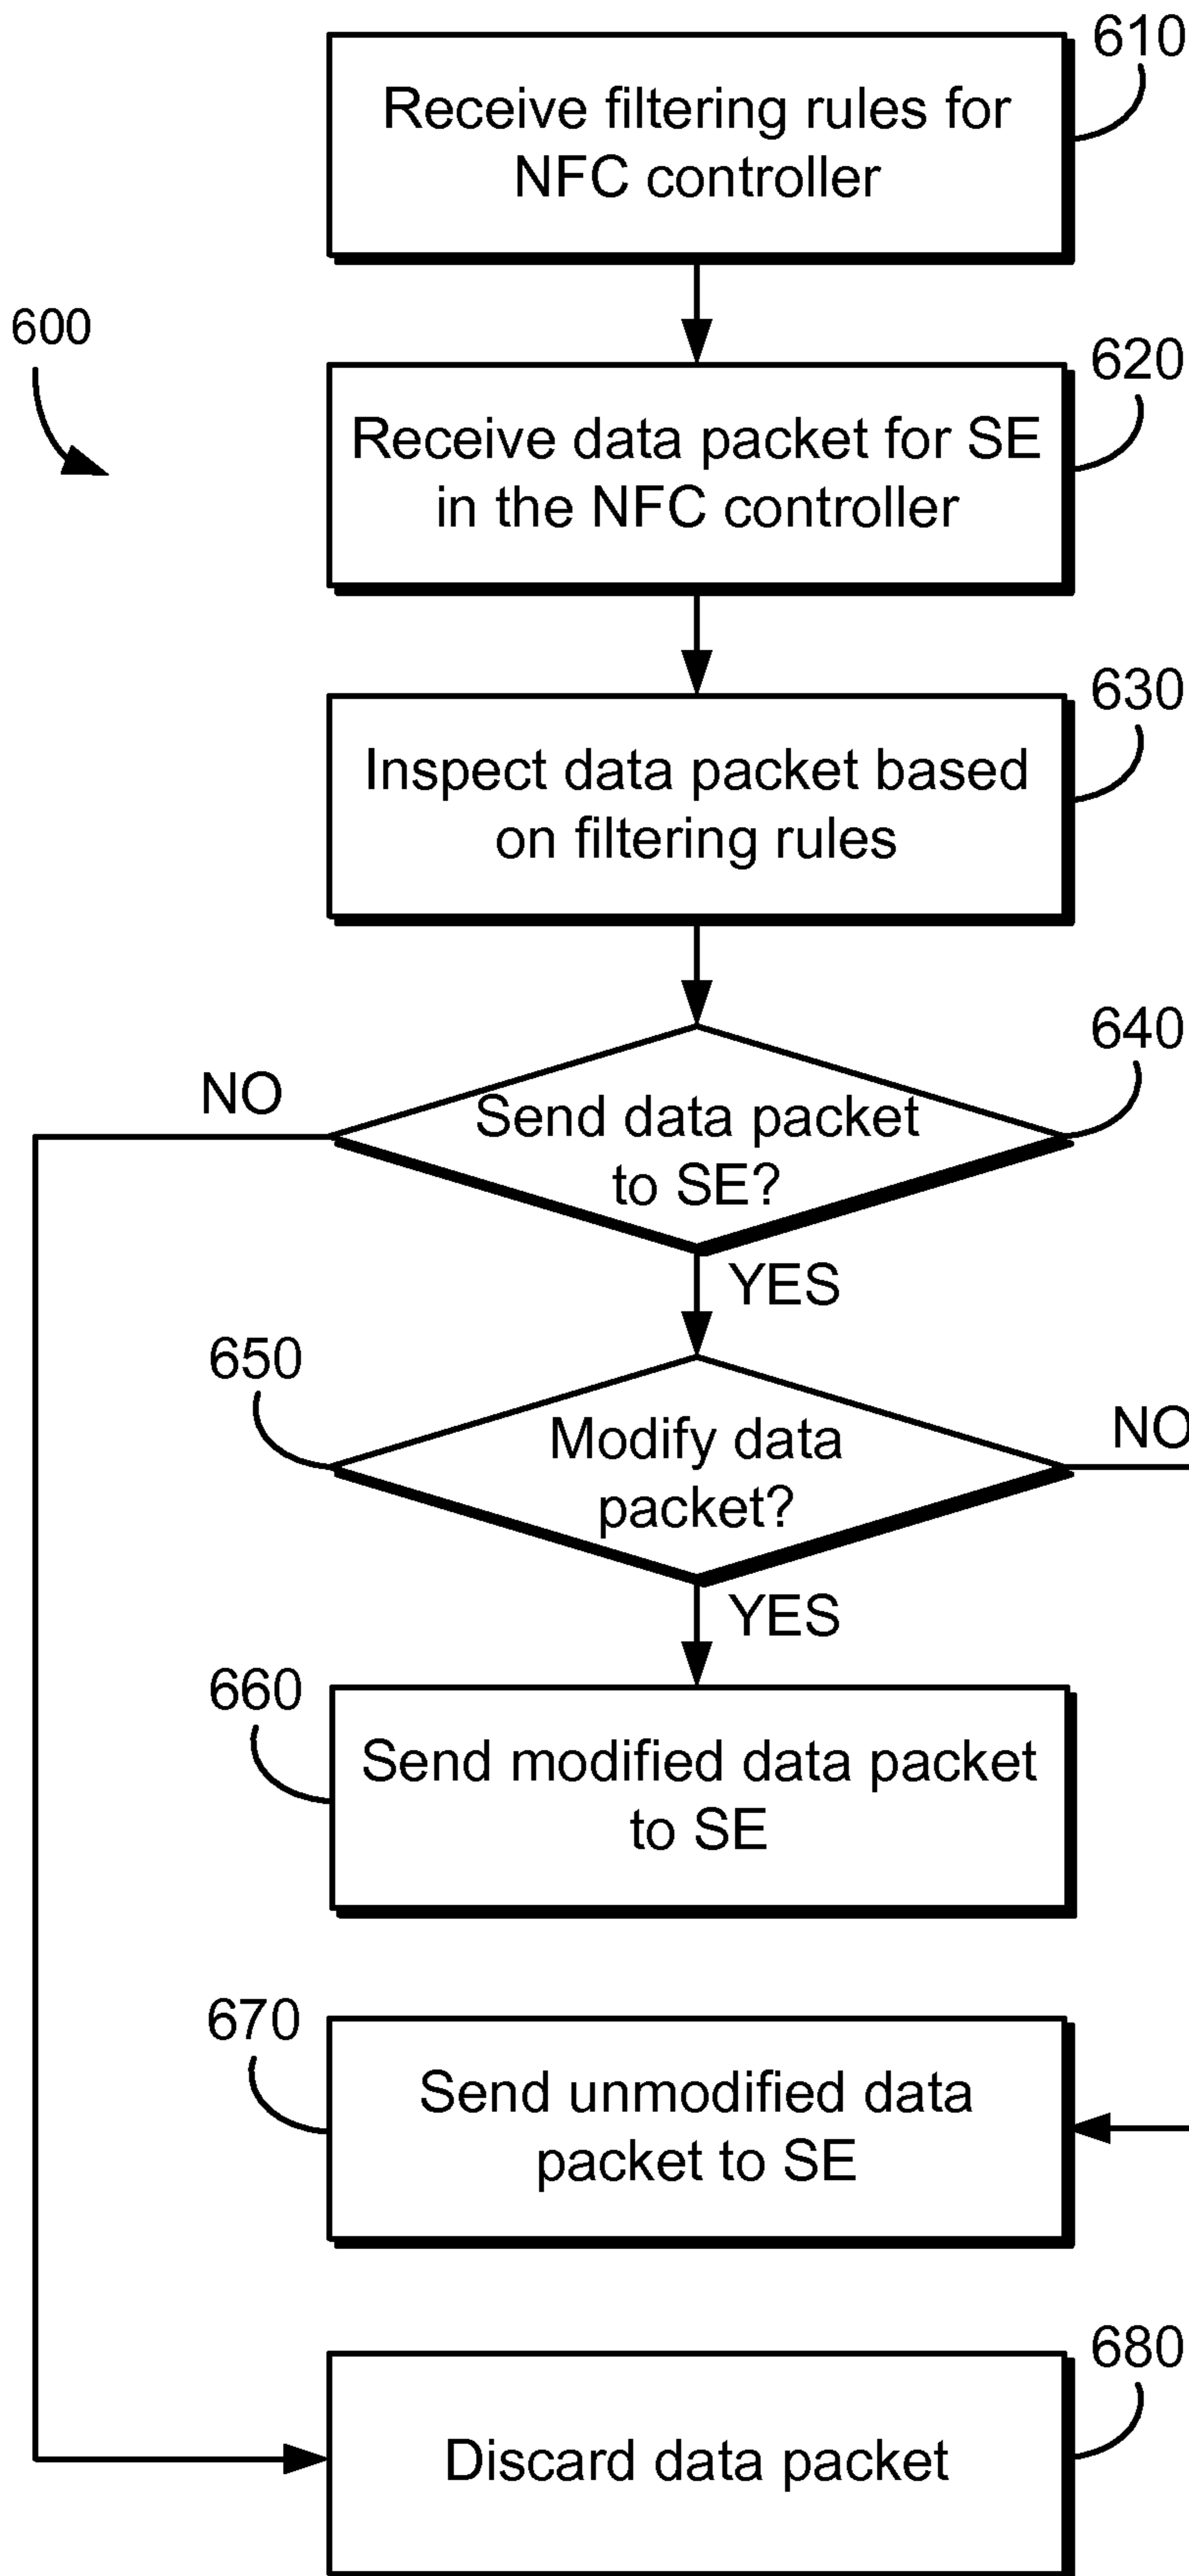 610
Receive filtering rules for
NFC controller
600
620
Receive data packet for SE
in the NFC controller
630
Inspect data packet based
on filtering rules
640
NO
Send data packet
to SE?
YES
650
NO
Modify data
packet?
YES
660
Send modified data packet
to SE
670
Send unmodified data
packet to SE
680
Discard data packet